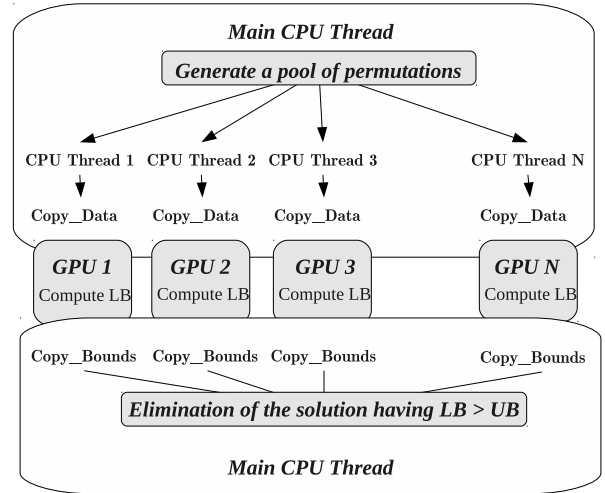 Main CPU Thread
Generate a pool of permutations
CPU Thread 1 CPU Thread 2 CPU Thread 3 CPU Thread N
Copy_Data Copy_Data Copy_Data Copy_Data
GPU 1 GPU 2 GPU 3 GPU N
Compute LB Compute LB Compute LB Compute LB
Copy_Bounds Copy_Bounds Copy_Bounds Copy_Bounds
Elimination of the solution having LB > UB
Main CPU Thread